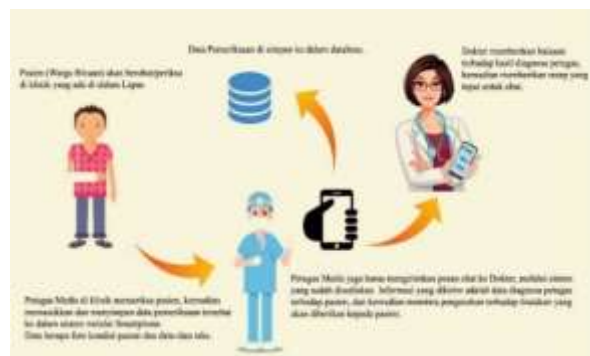 Data Pemeriksaan di simpan ke dalam database.
Pasien (Warga Binaan) akan berobat/periksa
di klinik yang ada di dalam Lapas
Dokter memberikan balasan
terhadap hasil diagnosa petugas,
kemudian memberikan resep yang
tepat untuk obat.
Petugas Medis di klinik memeriksa pasien, kemudian
memasukkan dan menyimpan data pemeriksaan tersebut
ke dalam sistem melalui Smartphone.
Data berupa foto kondisi pasien dan data-data teks.
Petugas Medis juga harus mengirimkan pesan chat ke Dokter, melalui sistem
yang sudah disediakan. Informasi yang dikirim adalah data diagnosa petugas
terhadap pasien, dan kemudian meminta pengesahan terhadap tindakan yang
akan diberikan kepada pasien.